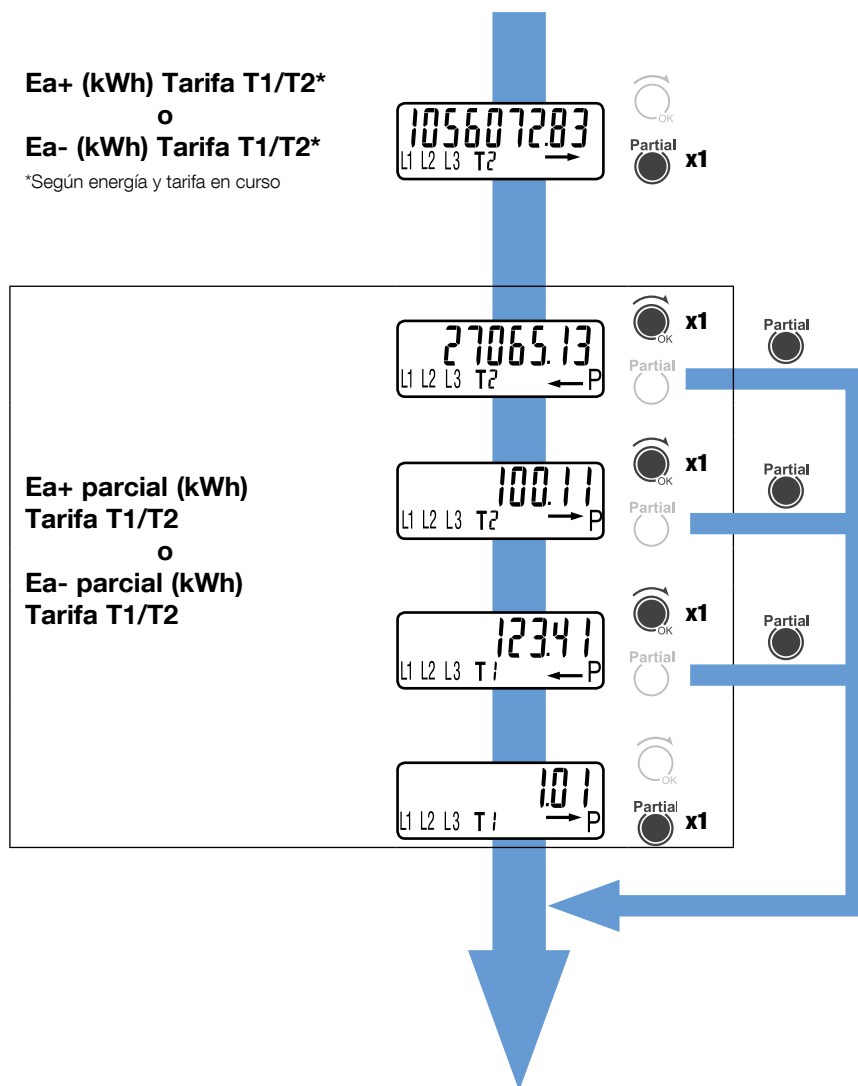 Ea+ (kWh) Tarifa T1/T2*
o
Ea- (kWh) Tarifa T1/T2*
*Según energía y tarifa en curso
1056072.83
L1 L2 L3 T2
OK
Partial x1
27065.13
L1 L2 L3 T2 P
OK x1
Partial
Partial
Ea+ parcial (kWh)
Tarifa T1/T2
o
Ea- parcial (kWh)
Tarifa T1/T2
100.11
L1 L2 L3 T2 P
OK x1
Partial
Partial
123.41
L1 L2 L3 T1 P
OK x1
Partial
Partial
1.01
L1 L2 L3 T1 P
OK
Partial x1